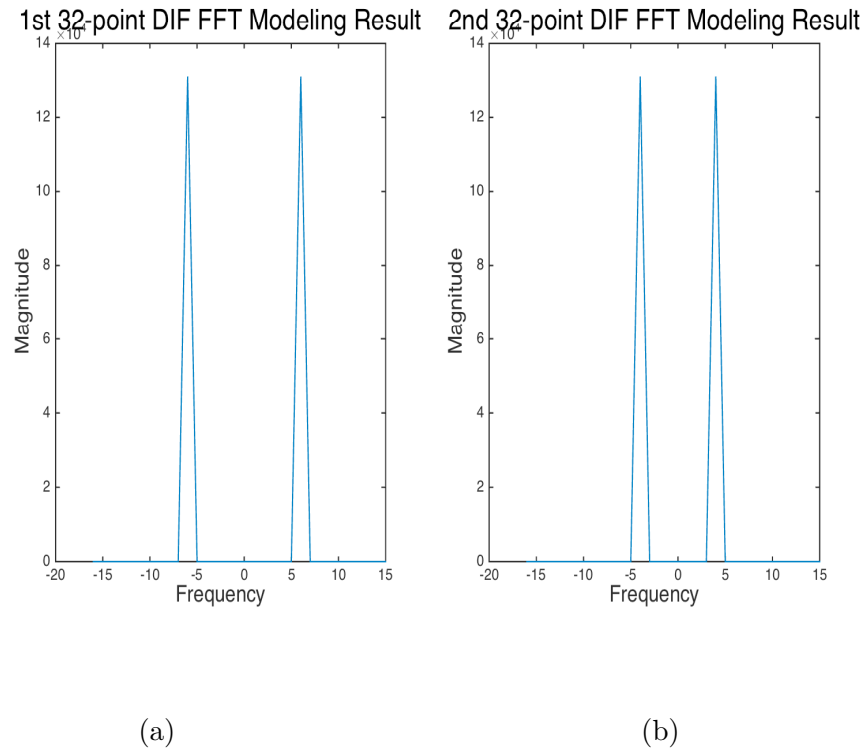 1st 32-point DIF FFT Modeling Result
14
12
10
8
6
4
2
0
Magnitude
-20 -15 -10 -5 0 5 10 15
Frequency
2nd 32-point DIF FFT Modeling Result
14
12
10
8
6
4
2
0
Magnitude
-20 -15 -10 -5 0 5 10 15
Frequency
(a)
(b)